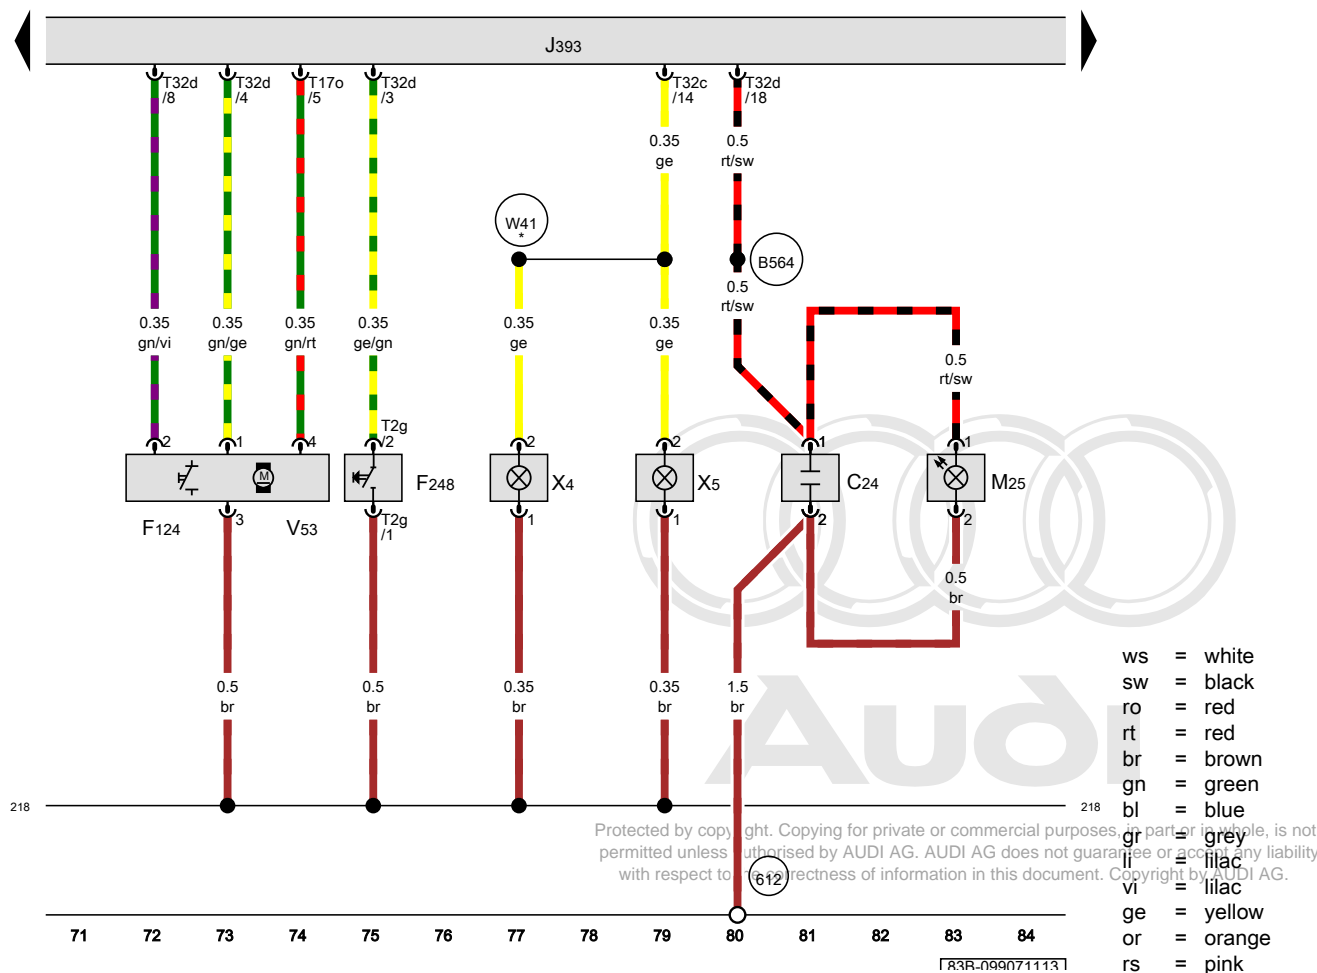 J393
T32d
/8
T32d
/4
T17o
/5
T32d
/3
T32c
/14
T32d
/18
0.35
ge
0.5
rt/sw
W41
*
B564
0.5
rt/sw
0.35
gn/vi
0.35
gn/ge
0.35
gn/rt
0.35
ge/gn
0.35
ge
0.35
ge
0.5
rt/sw
2
1
4
T2g
/2
2
2
1
1
M
F124
V53
F248
X4
X5
C24
M25
3
T2g
/1
1
1
2
2
0.5
br
0.5
br
0.5
br
0.35
br
0.35
br
1.5
br
Audi
218
218
Protected by copyright. Copying for private or commercial purposes, in part or in whole, is not
permitted unless authorised by AUDI AG. AUDI AG does not guarantee or accept any liability
with respect to the correctness of information in this document. Copyright by AUDI AG.
612
71 72 73 74 75 76 77 78 79 80 81 82 83 84
83B-099071113
ws = white
sw = black
ro = red
rt = red
br = brown
gn = green
bl = blue
gr = grey
li = lilac
vi = lilac
ge = yellow
or = orange
rs = pink